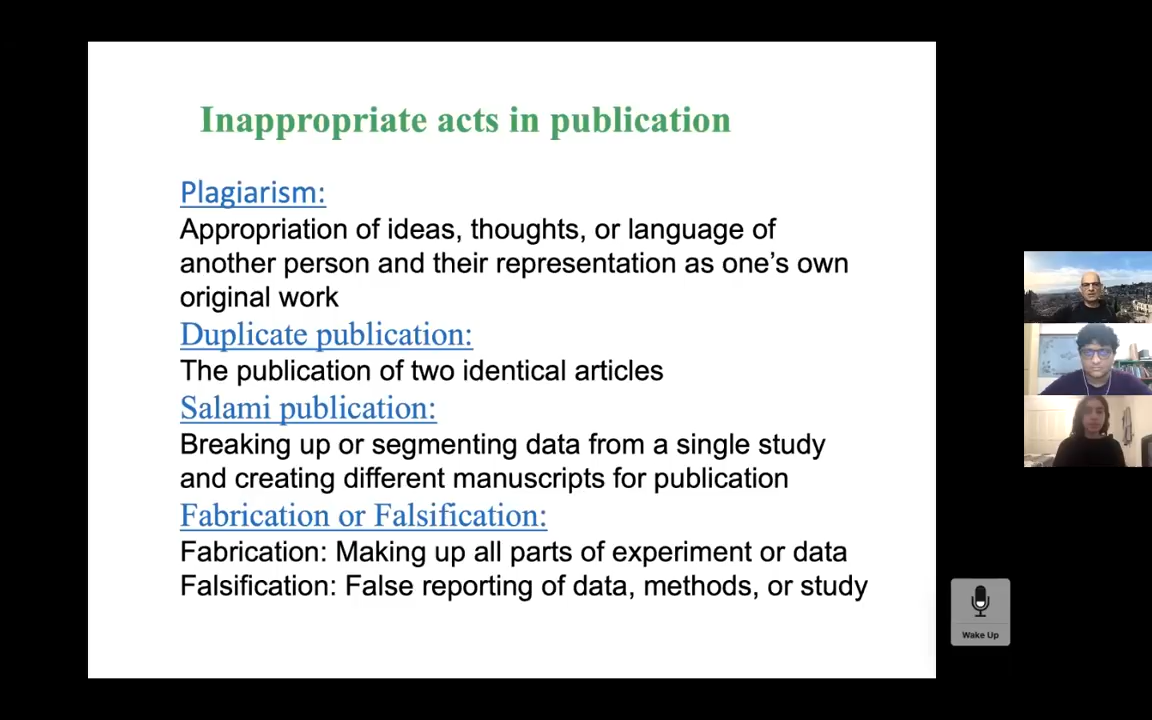 Inappropriate acts in publication
Plagiarism:
Appropriation of ideas, thoughts, or language of
another person and their representation as one’s own
original work
Duplicate publication:
The publication of two identical articles
Salami publication:
Breaking up or segmenting data from a single study
and creating different manuscripts for publication
Fabrication or Falsification:
Fabrication: Making up all parts of experiment or data
Falsification: False reporting of data, methods, or study
Wake Up